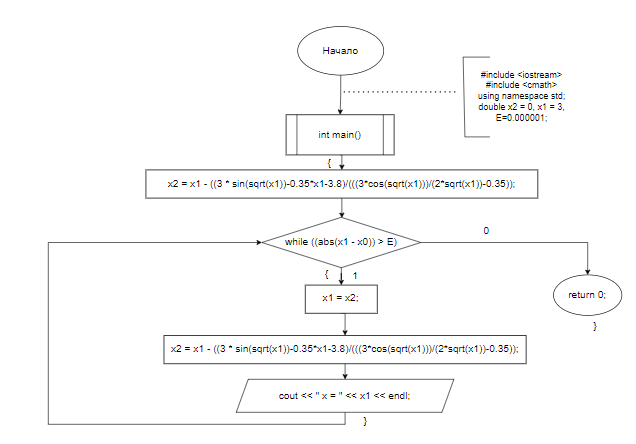 Начало
#include <iostream>
#include <cmath>
using namespace std;
double x2 = 0, x1 = 3,
E=0.000001;
int main()
{
x2 = x1 - ((3 * sin(sqrt(x1))-0.35*x1-3.8)/(((3*cos(sqrt(x1)))/(2*sqrt(x1))-0.35));
while ((abs(x1 - x0)) > E)
0
{ 1
x1 = x2;
return 0;
}
x2 = x1 - ((3 * sin(sqrt(x1))-0.35*x1-3.8)/(((3*cos(sqrt(x1)))/(2*sqrt(x1))-0.35));
cout << " x = " << x1 << endl;
}